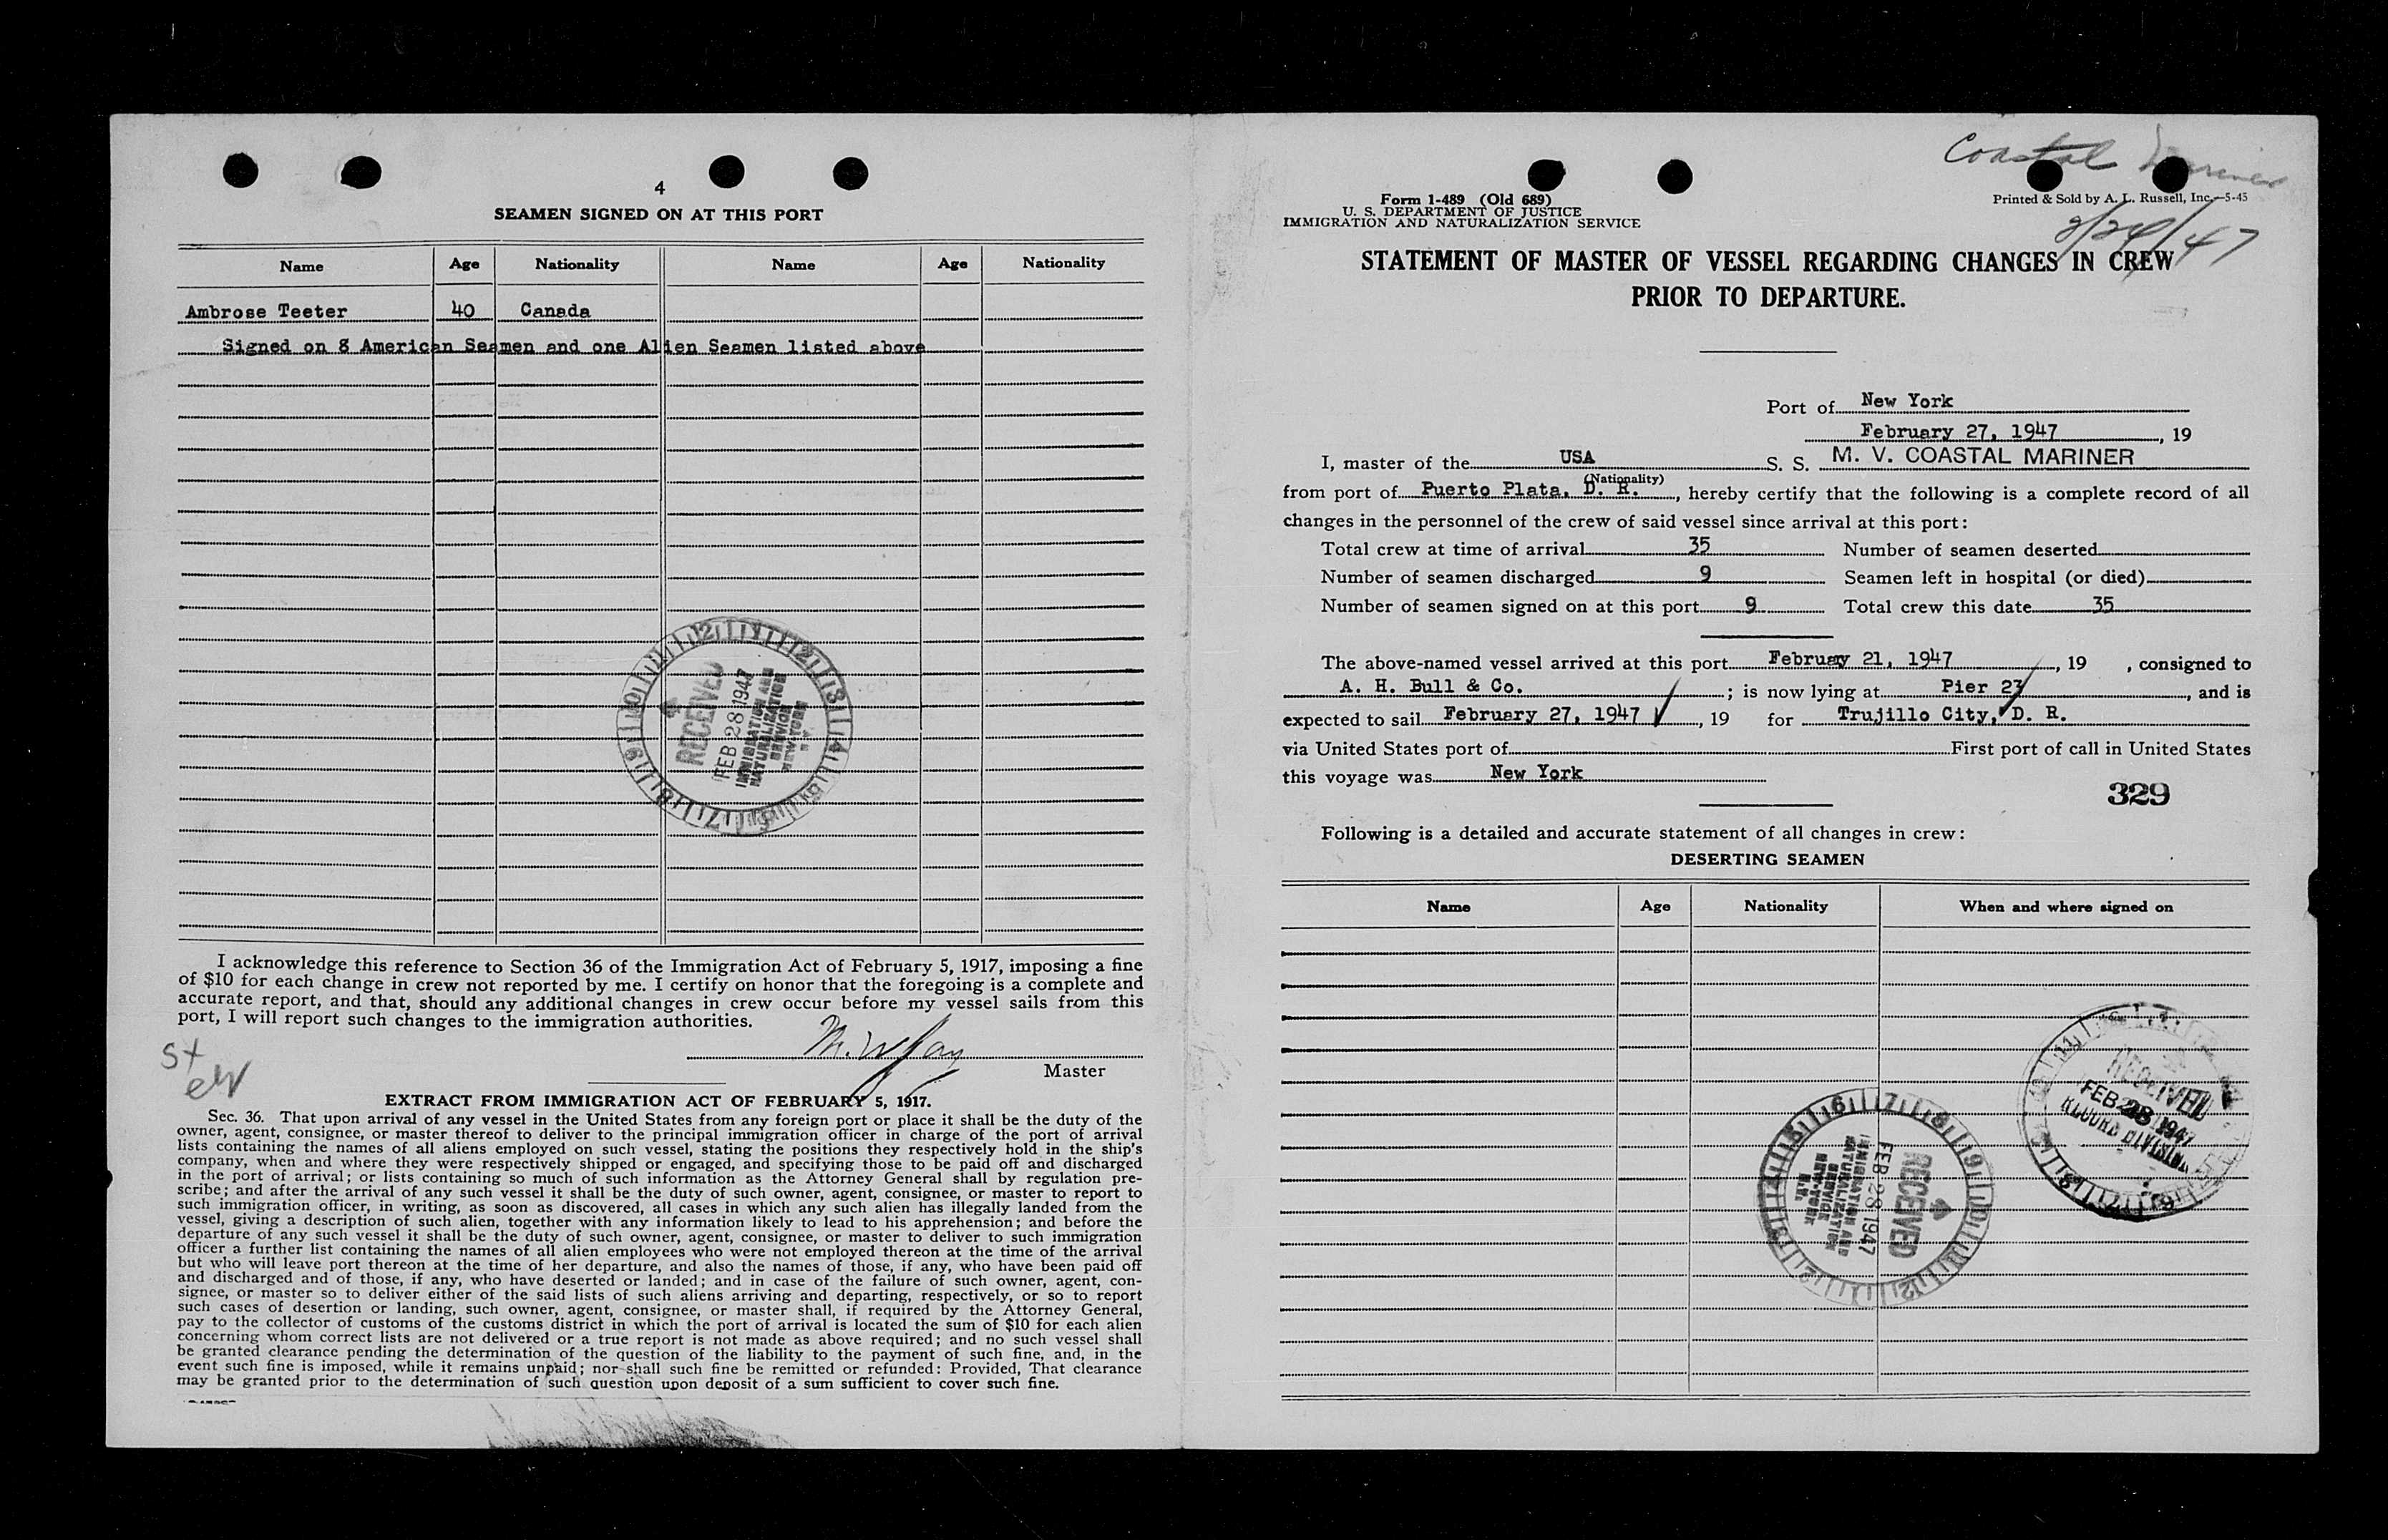 4
SEAMEN SIGNED ON AT THIS PORT
Name Age Nationality Name Age Nationality
Ambrose Teeter 40 Canada
Signed on 8 American Seamen and one Alien Seamen listed above
RECEIVED
FEB 28 1947
IMMIGRATION AND
NATURALIZATION
SERVICE
NEW YORK
N.Y.
I acknowledge this reference to Section 36 of the Immigration Act of February 5, 1917, imposing a fine
of $10 for each change in crew not reported by me. I certify on honor that the foregoing is a complete and
accurate report, and that, should any additional changes in crew occur before my vessel sails from this
port, I will report such changes to the immigration authorities.
Master
EXTRACT FROM IMMIGRATION ACT OF FEBRUARY 5, 1917.
Sec. 36. That upon arrival of any vessel in the United States from any foreign port or place it shall be the duty of the
owner, agent, consignee, or master thereof to deliver to the principal immigration officer in charge of the port of arrival
lists containing the names of all aliens employed on such vessel, stating the positions they respectively hold in the ship's
company, when and where they were respectively shipped or engaged, and specifying those to be paid off and discharged
in the port of arrival; or lists containing so much of such information as the Attorney General shall by regulation pre-
scribe; and after the arrival of any such vessel it shall be the duty of such owner, agent, consignee, or master to report to
such immigration officer, in writing, as soon as discovered, all cases in which any such alien has illegally landed from the
vessel, giving a description of such alien, together with any information likely to lead to his apprehension; and before the
departure of any such vessel it shall be the duty of such owner, agent, consignee, or master to deliver to such immigration
officer a further list containing the names of all alien employees who were not employed thereon at the time of the arrival
but who will leave port thereon at the time of her departure, and also the names of those, if any, who have been paid off
and discharged and of those, if any, who have deserted or landed; and in case of the failure of such owner, agent, con-
signee, or master so to deliver either of the said lists of such aliens arriving and departing, respectively, or so to report
such cases of desertion or landing, such owner, agent, consignee, or master shall, if required by the Attorney General,
pay to the collector of customs of the customs district in which the port of arrival is located the sum of $10 for each alien
concerning whom correct lists are not delivered or a true report is not made as above required; and no such vessel shall
be granted clearance pending the determination of the question of the liability to the payment of such fine, and, in the
event such fine is imposed, while it remains unpaid; nor shall such fine be remitted or refunded: Provided, That clearance
may be granted prior to the determination of such question upon deposit of a sum sufficient to cover such fine.
Coastal Mariner
Form 1-489 (Old 689)
U. S. DEPARTMENT OF JUSTICE
IMMIGRATION AND NATURALIZATION SERVICE
Printed & Sold by A. L. Russell, Inc.—5-45
STATEMENT OF MASTER OF VESSEL REGARDING CHANGES IN CREW
PRIOR TO DEPARTURE.
Port of New York
February 27, 1947, 19
I, master of the USA S. S. M. V. COASTAL MARINER
(Nationality)
from port of Puerto Plata, D. R., hereby certify that the following is a complete record of all
changes in the personnel of the crew of said vessel since arrival at this port:
Total crew at time of arrival 35 Number of seamen deserted
Number of seamen discharged 9 Seamen left in hospital (or died)
Number of seamen signed on at this port 9 Total crew this date 35
The above-named vessel arrived at this port February 21, 1947, 19 , consigned to
A. H. Bull & Co. ; is now lying at Pier 23, and is
expected to sail February 27, 1947, 19 for Trujillo City, D. R.
via United States port of First port of call in United States
this voyage was New York
329
Following is a detailed and accurate statement of all changes in crew:
DESERTING SEAMEN
Name Age Nationality When and where signed on
RECEIVED
FEB 28 1947
RECORD DIVISION
RECEIVED
FEB 28 1947
IMMIGRATION AND
NATURALIZATION
SERVICE
NEW YORK
N.Y.